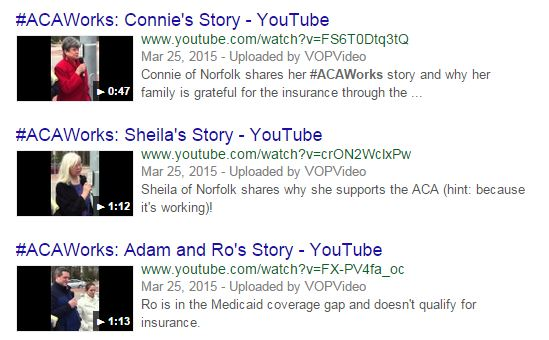 #ACAWorks: Connie's Story - YouTube
www.youtube.com/watch?v=FS6T0Dtq3tQ
Mar 25, 2015 - Uploaded by VOPVideo
Connie of Norfolk shares her #ACAWorks story and why her
family is grateful for the insurance through the ...
0:47
#ACAWorks: Sheila's Story - YouTube
www.youtube.com/watch?v=crON2WclxPw
Mar 25, 2015 - Uploaded by VOPVideo
Sheila of Norfolk shares why she supports the ACA (hint: because
it's working)!
1:12
#ACAWorks: Adam and Ro's Story - YouTube
www.youtube.com/watch?v=FX-PV4fa_oc
Mar 25, 2015 - Uploaded by VOPVideo
Ro is in the Medicaid coverage gap and doesn't qualify for
insurance.
1:13